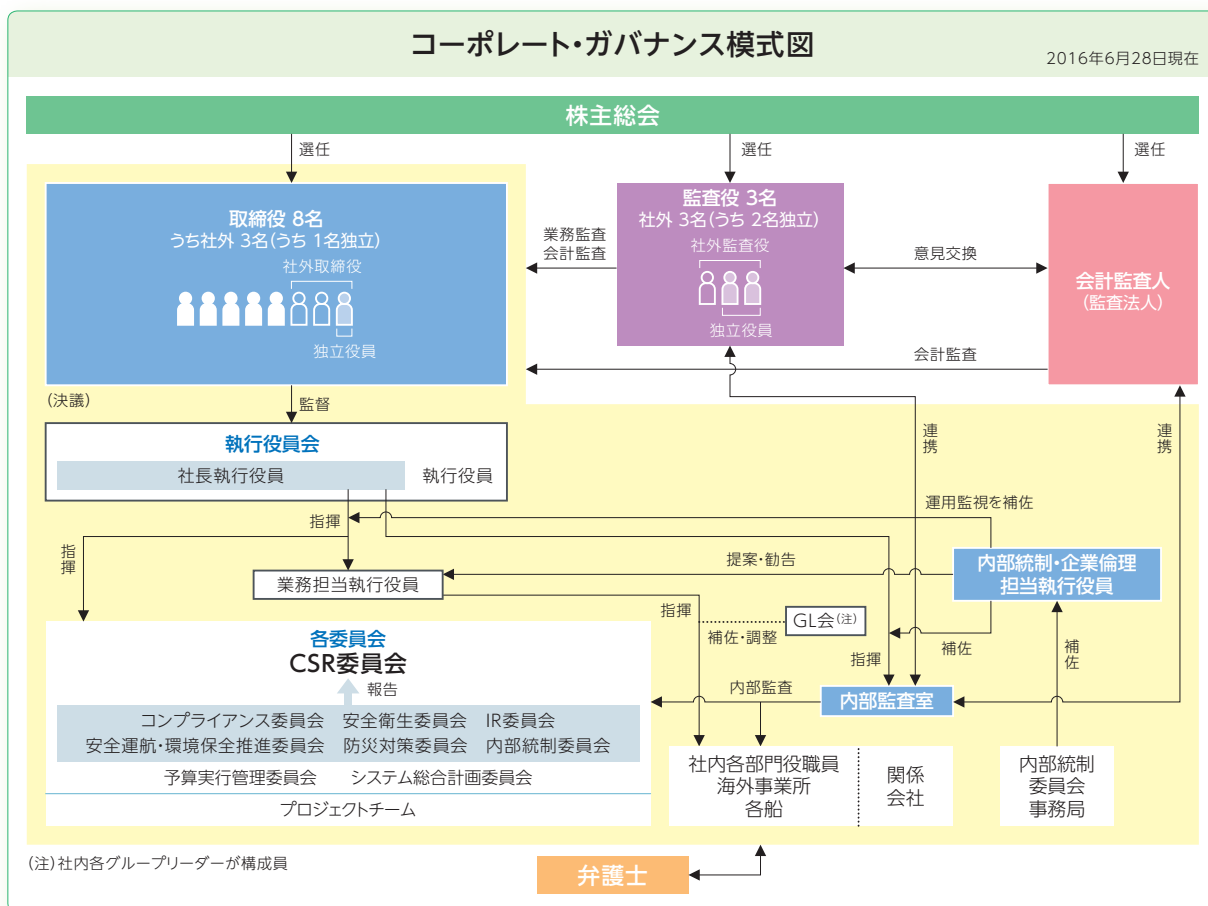 コーポレート・ガバナンス模式図
2016年6月28日現在
株主総会
選任
選任
選任
取締役 8名
うち社外 3名(うち 1名独立)
社外取締役
独立役員
業務監査
会計監査
監査役 3名
社外 3名(うち 2名独立)
社外監査役
独立役員
意見交換
会計監査人
(監査法人)
会計監査
(決議)
監督
執行役員会
社長執行役員
執行役員
連携
連携
運用監視を補佐
指揮
指揮
提案・勧告
業務担当執行役員
内部統制・企業倫理
担当執行役員
指揮
GL会(注)
補佐・調整
指揮
補佐
補佐
各委員会
CSR委員会
報告
コンプライアンス委員会 安全衛生委員会 IR委員会
安全運航・環境保全推進委員会 防災対策委員会 内部統制委員会
予算実行管理委員会 システム総合計画委員会
プロジェクトチーム
内部監査
内部監査室
社内各部門役職員
海外事業所
各船
関係
会社
内部統制
委員会
事務局
(注)社内各グループリーダーが構成員
弁護士